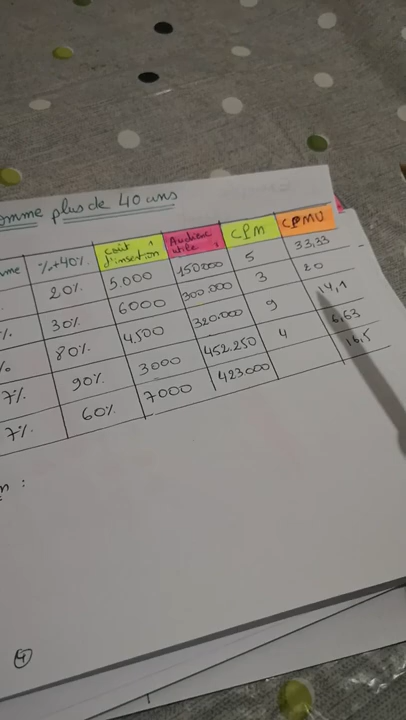 omme plus de 40 ans
me %+40% coût d'insertion Audience utile CPM CPMU
20% 5.000 150000 5 33,33
% 30% 6000 300.000 3 20
% 80% 4,500 320.000 9 14,1
7% 90% 3000 452.250 4 6,63
7% 60% 7000 423000 16,5
n :
4